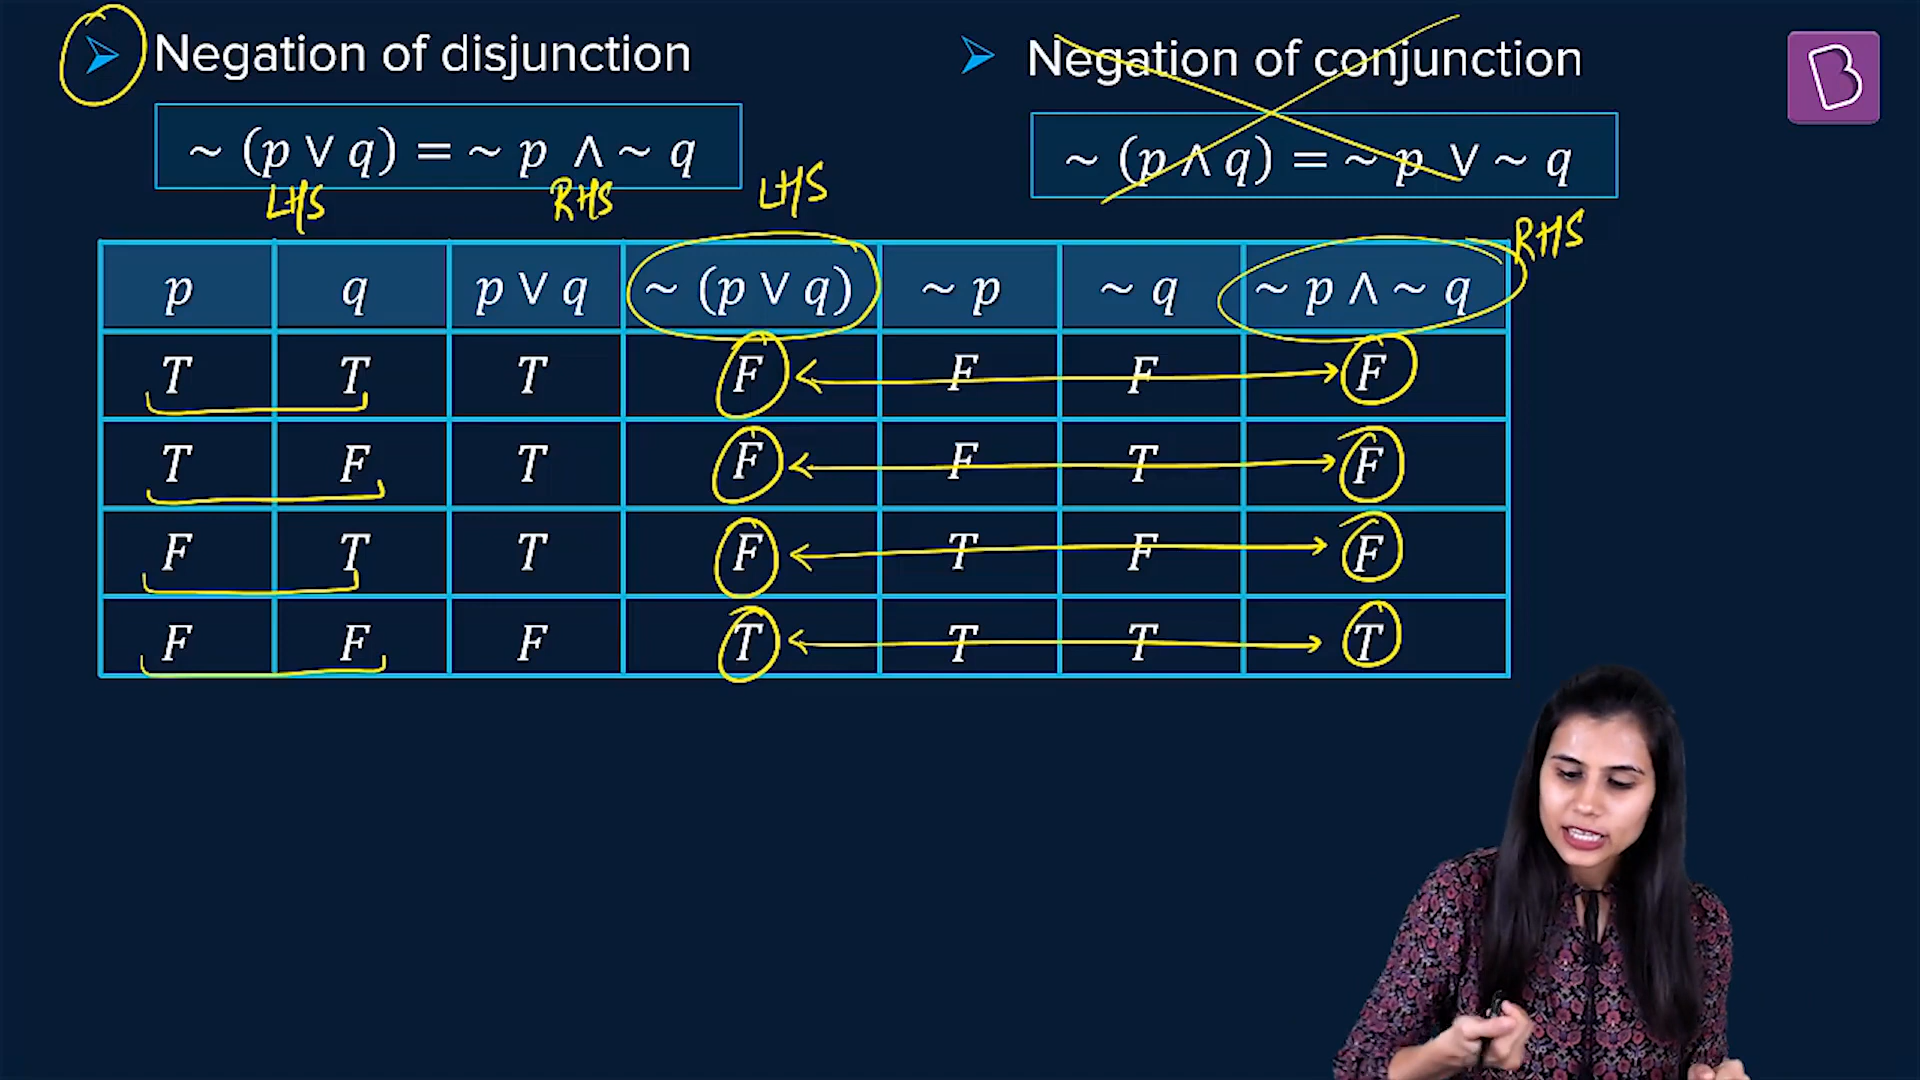 Negation of disjunction
~ (p ∨ q) = ~ p ∧ ~ q
LHS RHS
Negation of conjunction
~ (p ∧ q) = ~ p ∨ ~ q
LHS RHS
p q p ∨ q ~ (p ∨ q) ~ p ~ q ~ p ∧ ~ q
T T T F F F F
T F T F F T F
F T T F T F F
F F F T T T T
B